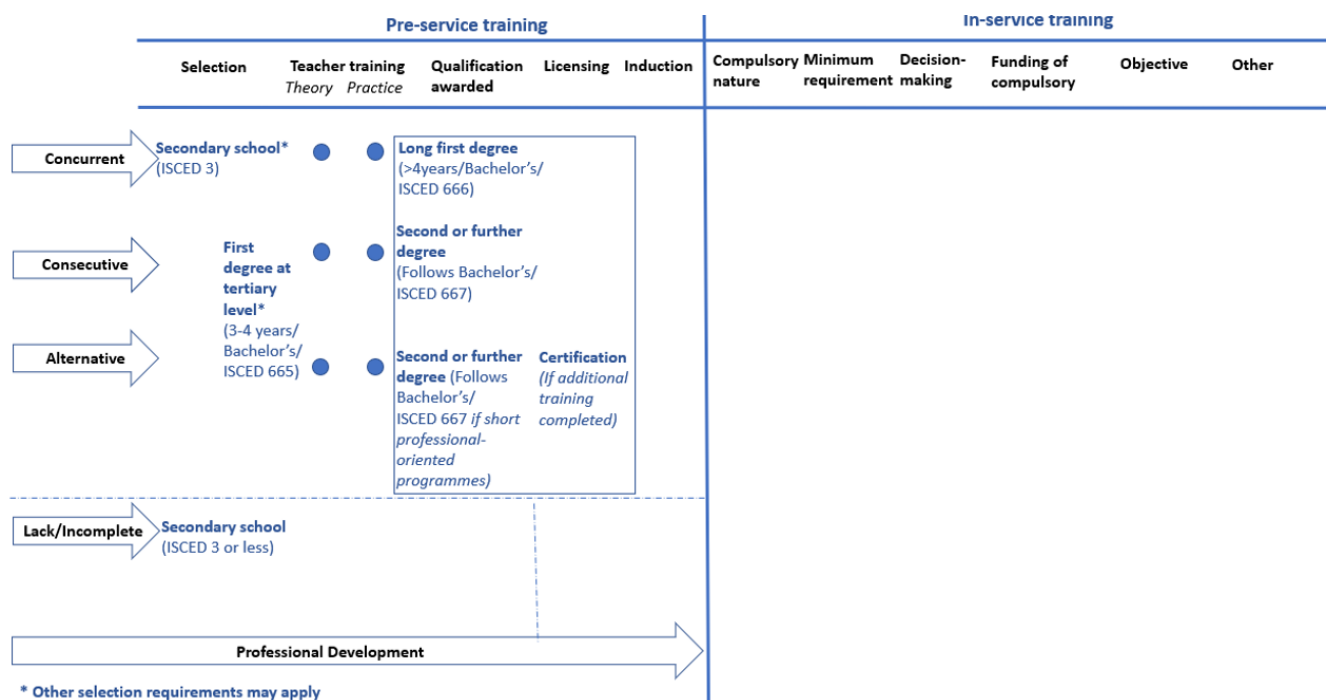 Pre-service training
In-service training
Selection
Teacher training
Theory Practice
Qualification
awarded
Licensing
Induction
Compulsory
nature
Minimum
requirement
Decision-
making
Funding of
compulsory
Objective
Other
Concurrent
Secondary school*
(ISCED 3)
Long first degree
(>4years/Bachelor's/
ISCED 666)
Consecutive
First
degree at
tertiary
level*
(3-4 years/
Bachelor's/
ISCED 665)
Second or further
degree
(Follows Bachelor's/
ISCED 667)
Alternative
Second or further
degree (Follows
Bachelor's/
ISCED 667 if short
professional-
oriented
programmes)
Certification
(If additional
training
completed)
Lack/Incomplete
Secondary school
(ISCED 3 or less)
Professional Development
* Other selection requirements may apply